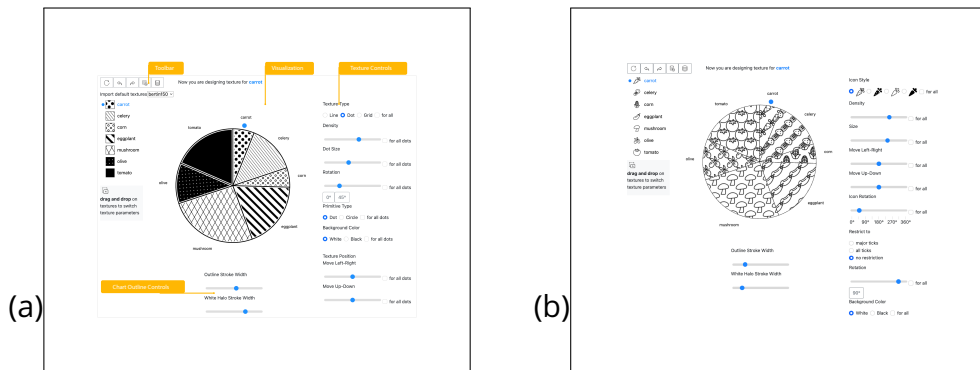 Toolbar
Visualization
Texture Controls
Now you are designing texture for carrot
Import default textures bertin150
carrot
celery
corn
eggplant
mushroom
olive
tomato
drag and drop on
textures to switch
texture parameters
carrot
celery
corn
eggplant
mushroom
olive
tomato
Outline Stroke Width
White Halo Stroke Width
Chart Outline Controls
Texture Type
Line Dot Grid for all
Density
for all dots
Dot Size
for all dots
Rotation
for all dots
0° 45°
Primitive Type
Dot Circle for all dots
Background Color
White Black for all dots
Texture Position
Move Left-Right
for all dots
Move Up-Down
for all dots
(a)
Now you are designing texture for carrot
carrot
celery
corn
eggplant
mushroom
olive
tomato
drag and drop on
textures to switch
texture parameters
carrot
celery
corn
eggplant
mushroom
olive
tomato
Outline Stroke Width
White Halo Stroke Width
Icon Style
for all
Density
for all
Size
for all
Move Left-Right
for all
Move Up-Down
for all
Icon Rotation
for all
0° 90° 180° 270° 360°
Restrict to
major ticks
all ticks
no restriction
Rotation
for all
90°
Background Color
White Black for all
(b)